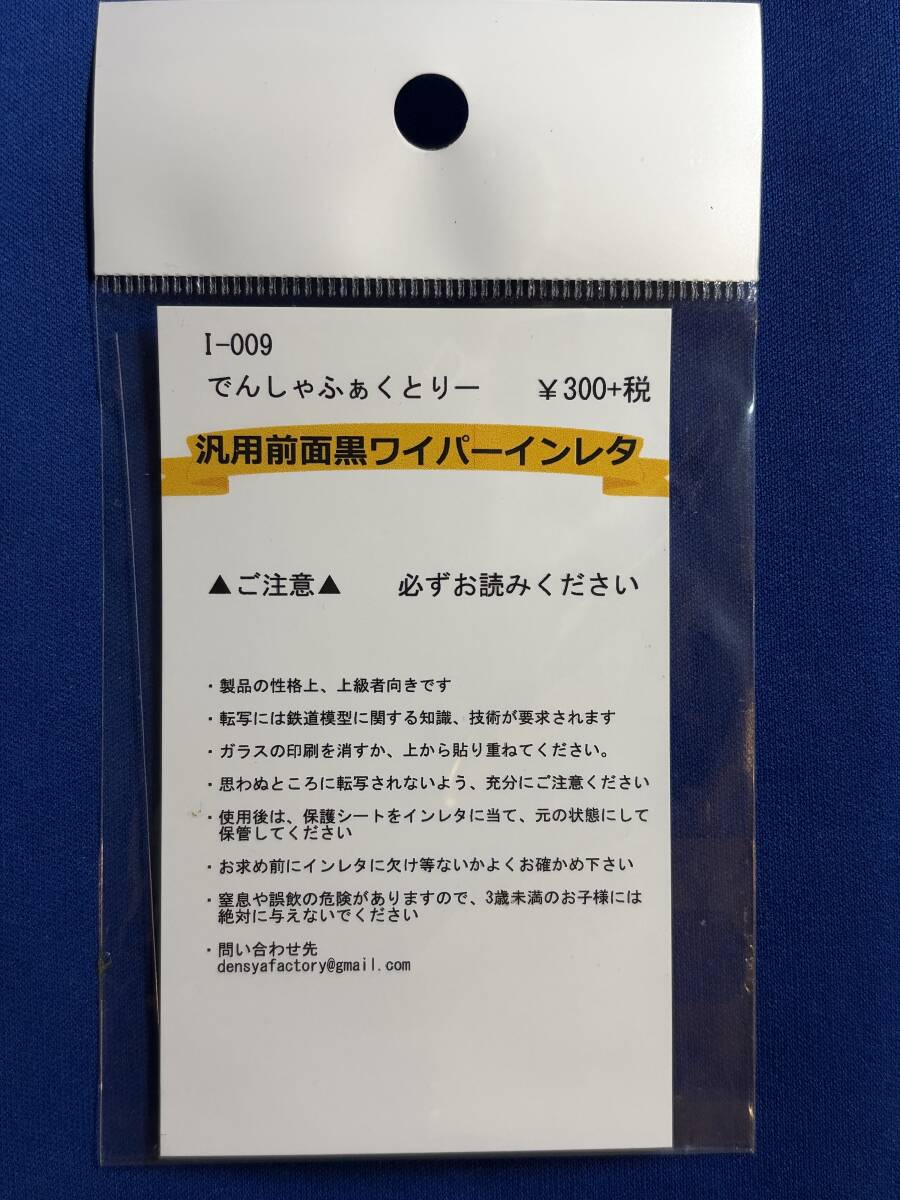 I-009
でんしゃふぁくとりー ￥300+税
汎用前面黒ワイパーインレタ
▲ご注意▲ 必ずお読みください
・製品の性格上、上級者向きです
・転写には鉄道模型に関する知識、技術が要求されます
・ガラスの印刷を消すか、上から貼り重ねてください。
・思わぬところに転写されないよう、充分にご注意ください
・使用後は、保護シートをインレタに当て、元の状態にして
保管してください
・お求め前にインレタに欠け等ないかよくお確かめ下さい
・窒息や誤飲の危険がありますので、3歳未満のお子様には
絶対に与えないでください
・問い合わせ先
densyafactory@gmail.com